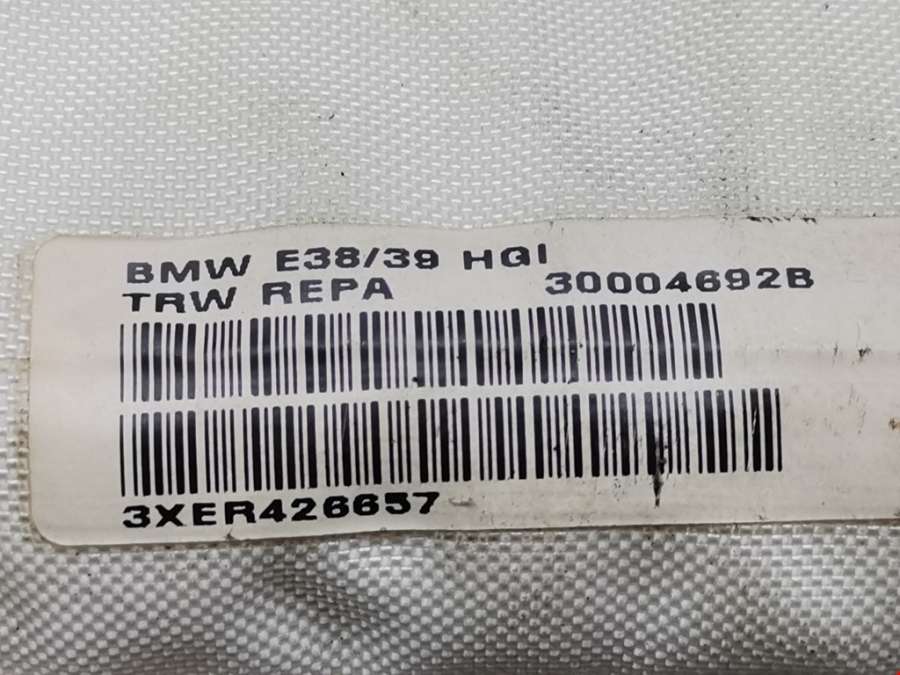 BMW E38/39 HGI
TRW REPA 30004692B
3XER426657